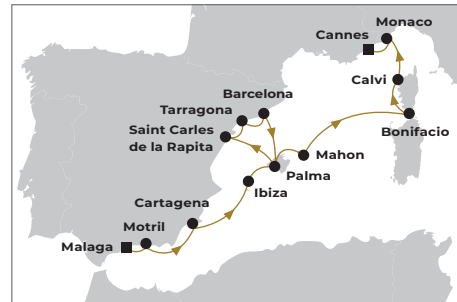 Monaco
Cannes
Calvi
Barcelona
Tarragona
Saint Carles
de la Rapita
Bonifacio
Mahon
Palma
Ibiza
Cartagena
Motril
Malaga